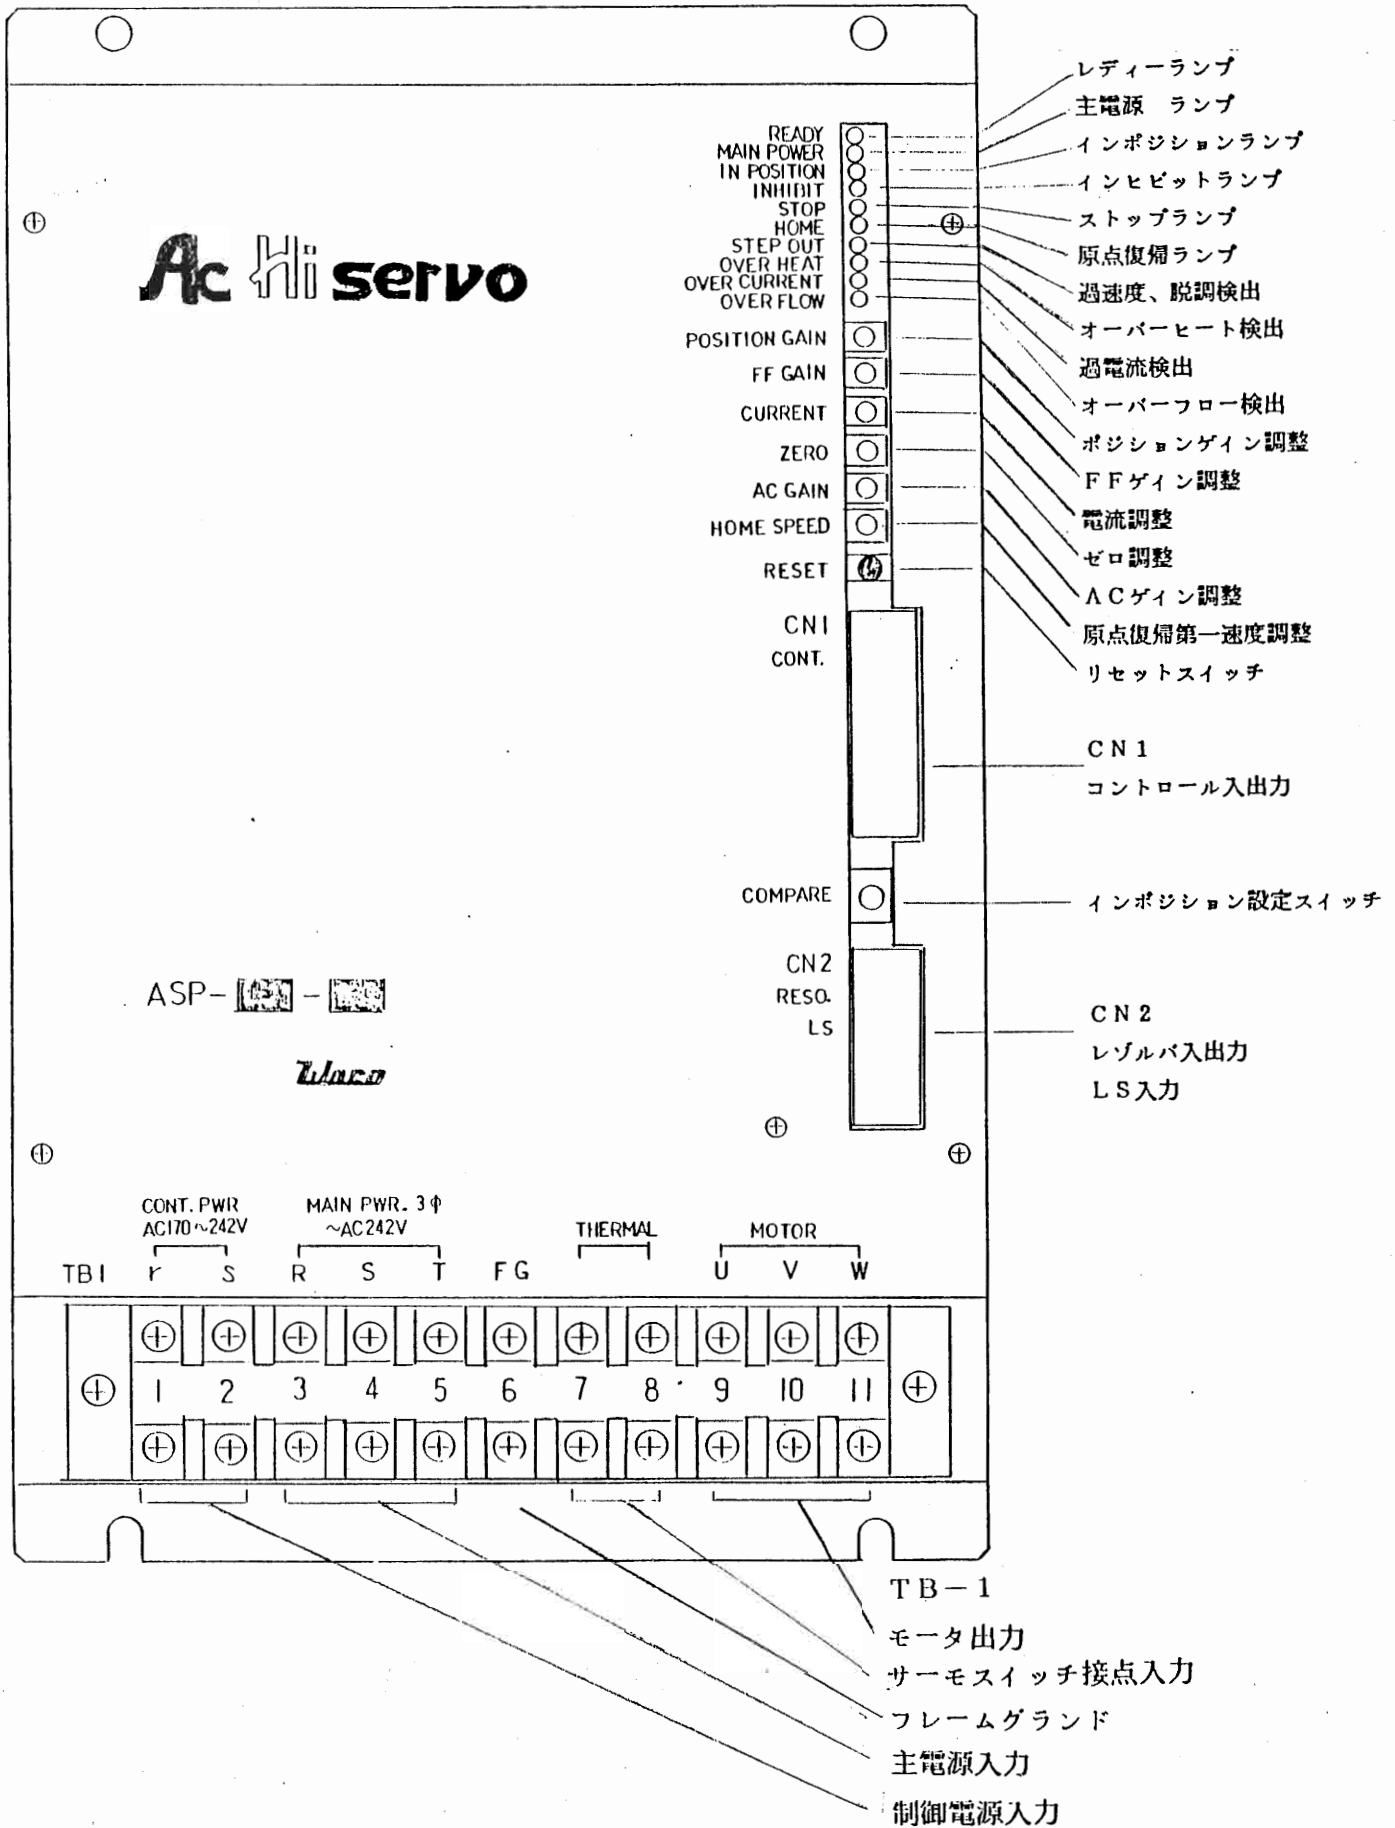 レディーランプ
READY
主電源 ランプ
MAIN POWER
インポジションランプ
IN POSITION
インヒビットランプ
INHIBIT
ストップランプ
STOP
原点復帰ランプ
HOME
過速度、脱調検出
STEP OUT
オーバーヒート検出
OVER HEAT
過電流検出
OVER CURRENT
オーバーフロー検出
OVER FLOW
Ac Hi servo
POSITION GAIN
ポジションゲイン調整
FF GAIN
FFゲイン調整
CURRENT
電流調整
ZERO
ゼロ調整
AC GAIN
ACゲイン調整
HOME SPEED
原点復帰第一速度調整
RESET
リセットスイッチ
CN1
CONT.
CN1
コントロール入出力
COMPARE
インポジション設定スイッチ
CN2
RESO.
LS
CN2
レゾルバ入出力
LS入力
ASP-
CONT. PWR
AC170~242V
MAIN PWR. 3φ
~AC242V
THERMAL
MOTOR
TB1 r S R S T FG U V W
1 2 3 4 5 6 7 8 9 10 11
TB-1
モータ出力
サーモスイッチ接点入力
フレームグランド
主電源入力
制御電源入力